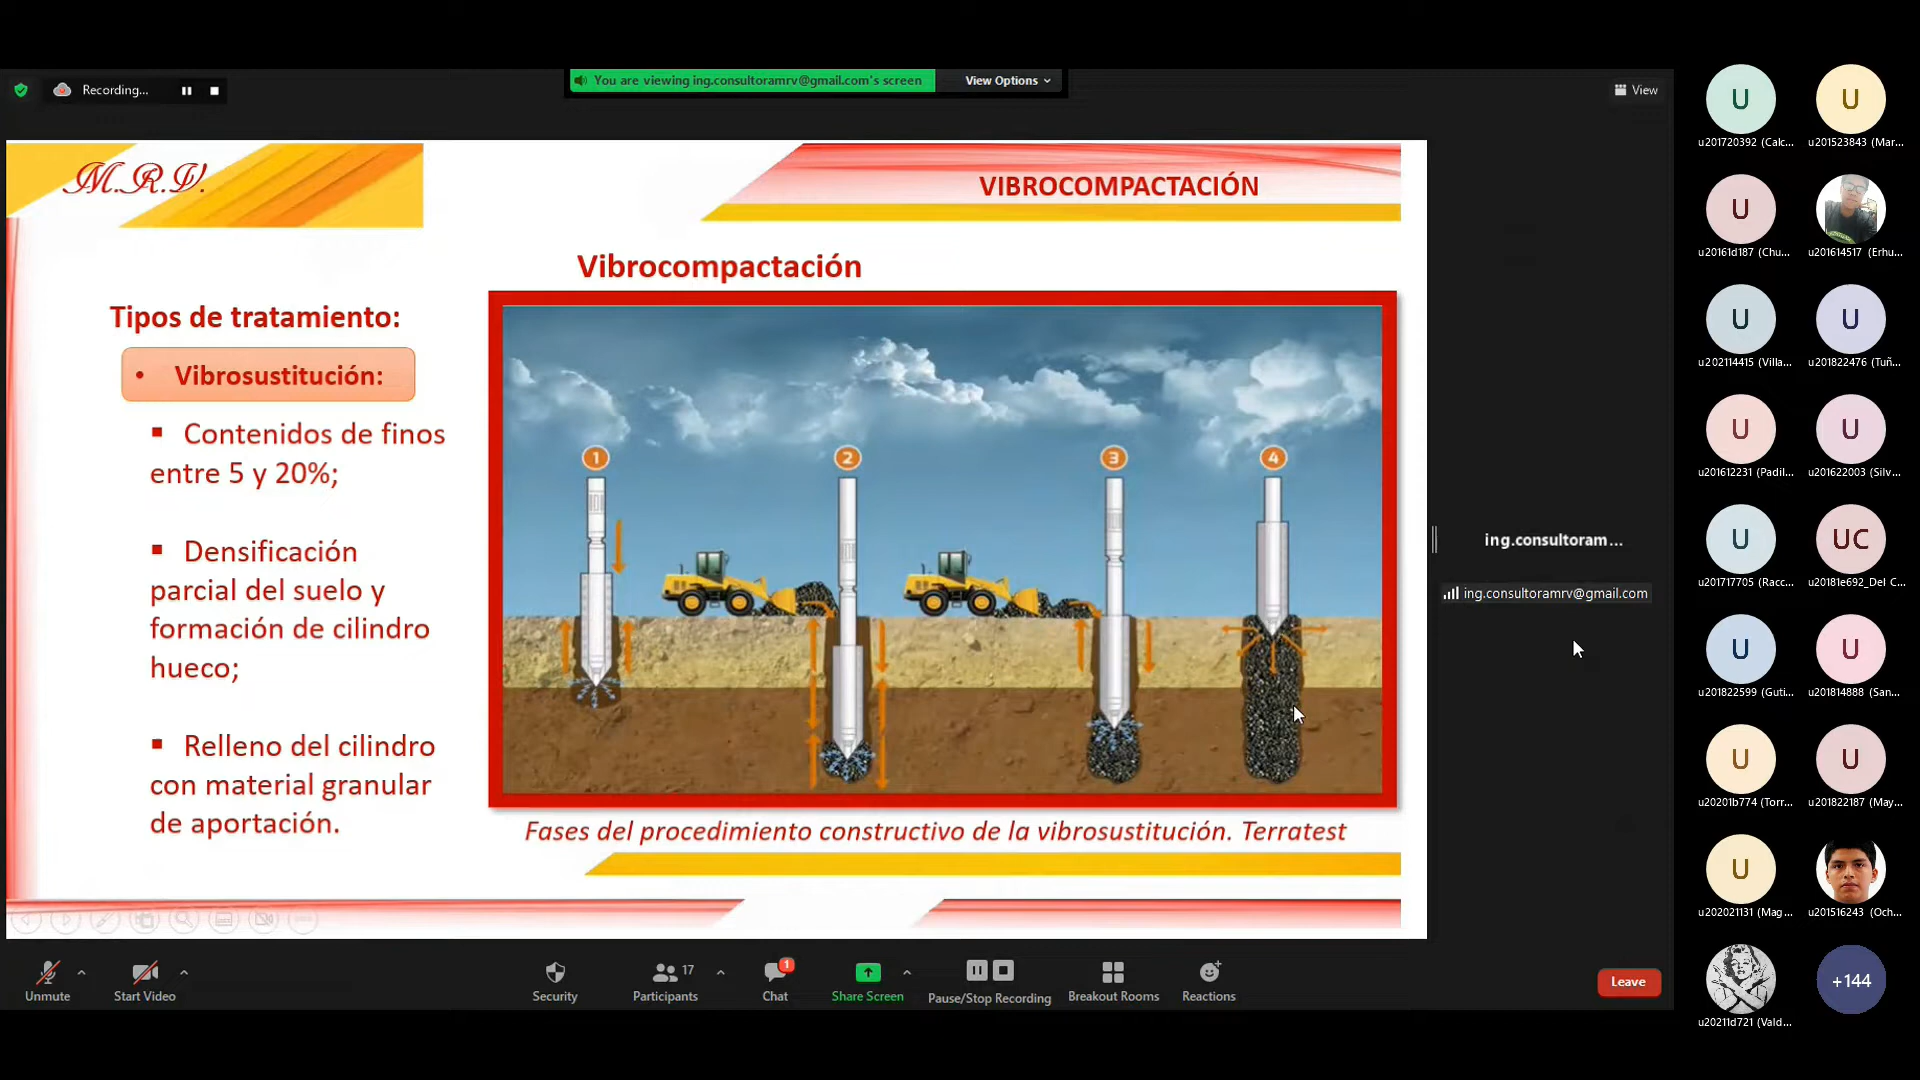 Recording...
You are viewing ing.consultoramrv@gmail.com's screen
View Options
View
M.R.V.
VIBROCOMPACTACIÓN
Vibrocompactación
Tipos de tratamiento:
• Vibrosustitución:
▪ Contenidos de finos
entre 5 y 20%;
▪ Densificación
parcial del suelo y
formación de cilindro
hueco;
▪ Relleno del cilindro
con material granular
de aportación.
1
2
3
4
Fases del procedimiento constructivo de la vibrosustitución. Terratest
ing.consultoram...
ing.consultoramrv@gmail.com
Unmute
Start Video
Security
Participants
17
Chat
1
Share Screen
Pause/Stop Recording
Breakout Rooms
Reactions
Leave
U
u201720392 (Calc...
U
u201523843 (Mar...
U
u20161d187 (Chu...
u201614517 (Erhu...
U
u202114415 (Villa...
U
u201822476 (Tuñ...
U
u201612231 (Padil...
U
u201622003 (Silv...
U
u201717705 (Racc...
UC
u20181e692_Del C...
U
u201822599 (Guti...
U
u201814888 (San...
U
u20201b774 (Torr...
U
u201822187 (May...
U
u202021131 (Mag...
u201516243 (Och...
u20211d721 (Vald...
+144